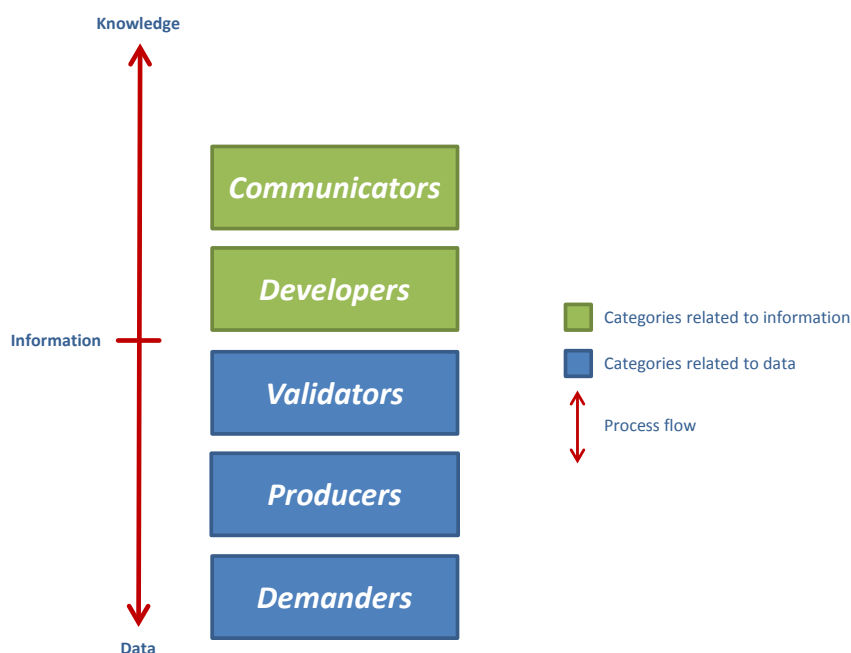 Knowledge
Communicators
Developers
Information
Validators
Producers
Demanders
Data
Categories related to information
Categories related to data
Process flow